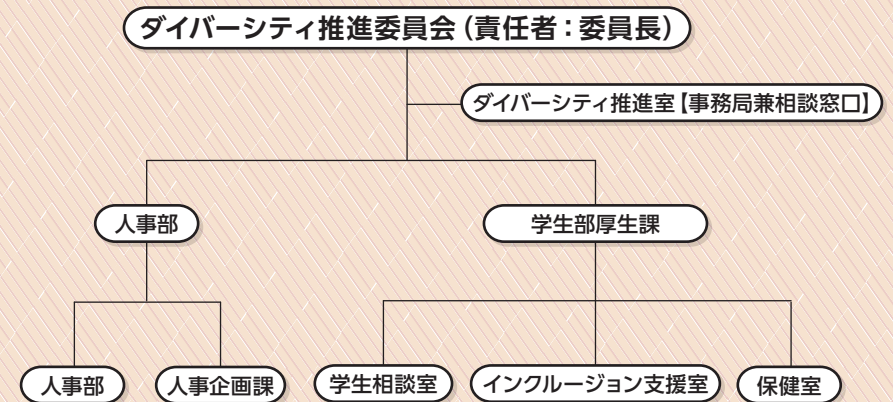 ダイバーシティ推進委員会（責任者：委員長）
ダイバーシティ推進室【事務局兼相談窓口】
人事部
学生部厚生課
人事部
人事企画課
学生相談室
インクルージョン支援室
保健室